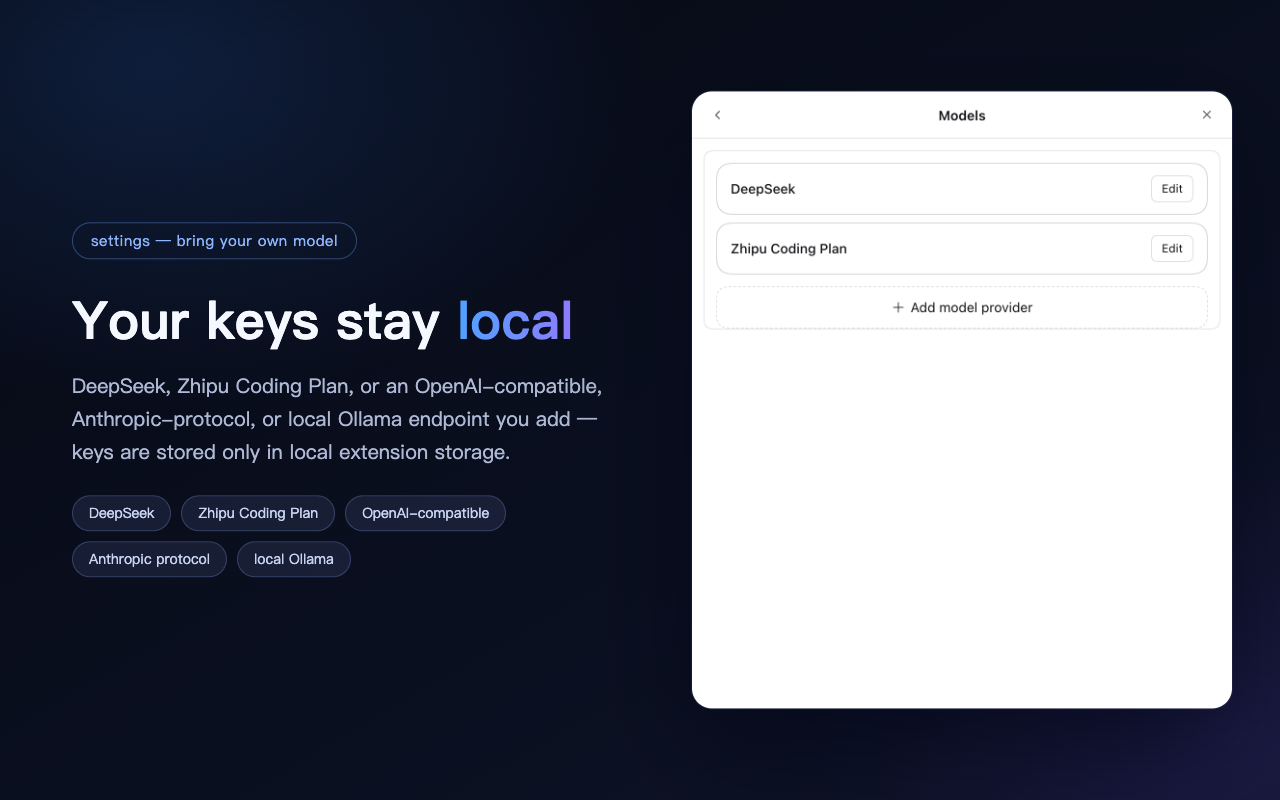 settings — bring your own model
Your keys stay local
DeepSeek, Zhipu Coding Plan, or an OpenAI-compatible,
Anthropic-protocol, or local Ollama endpoint you add —
keys are stored only in local extension storage.
DeepSeek
Zhipu Coding Plan
OpenAI-compatible
Anthropic protocol
local Ollama
Models
DeepSeek
Edit
Zhipu Coding Plan
Edit
+ Add model provider